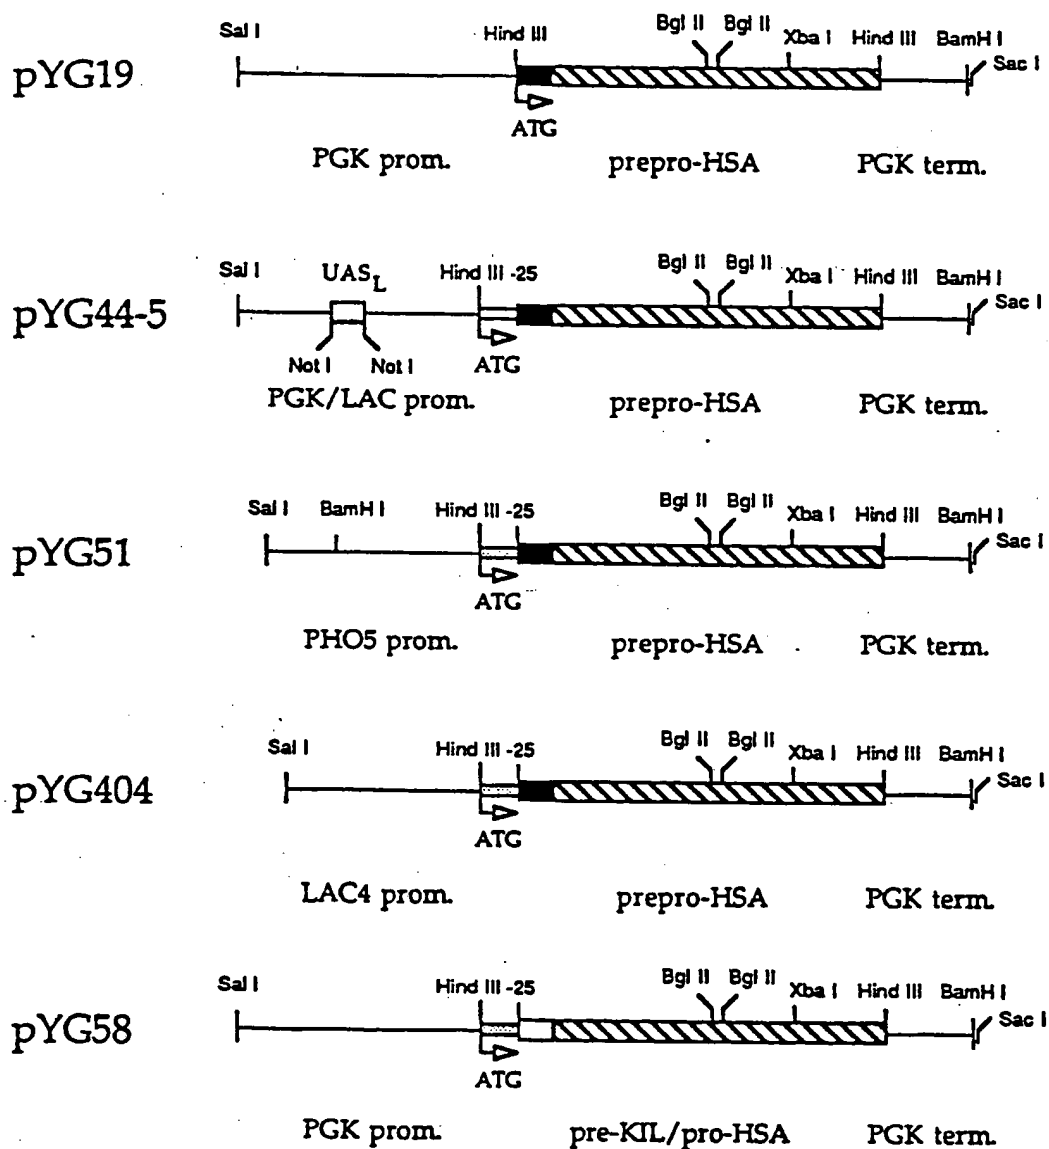 Sal I Hind III Bgl II Bgl II Xba I Hind III BamH I
pYG19 Sac I
ATG
PGK prom. prepro-HSA PGK term.
Sal I UASL Hind III -25 Bgl II Bgl II Xba I Hind III BamH I
pYG44-5 Sac I
Not I Not I ATG
PGK/LAC prom. prepro-HSA PGK term.
Sal I BamH I Hind III -25 Bgl II Bgl II Xba I Hind III BamH I
pYG51 Sac I
ATG
PHO5 prom. prepro-HSA PGK term.
Sal I Hind III -25 Bgl II Bgl II Xba I Hind III BamH I
pYG404 Sac I
ATG
LAC4 prom. prepro-HSA PGK term.
Sal I Hind III -25 Bgl II Bgl II Xba I Hind III BamH I
pYG58 Sac I
ATG
PGK prom. pre-KIL/pro-HSA PGK term.